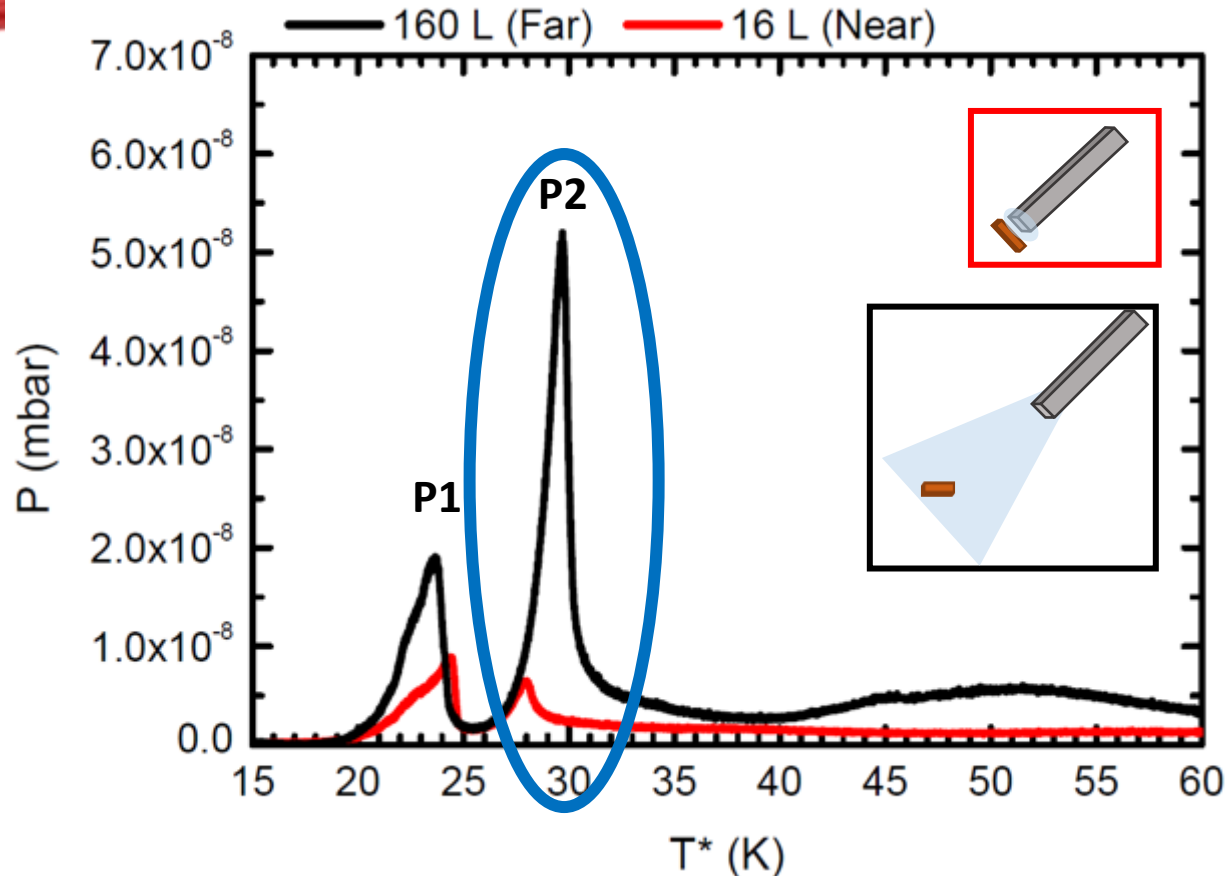 160 L (Far) 16 L (Near)
7.0x10⁻⁸
6.0x10⁻⁸
5.0x10⁻⁸
4.0x10⁻⁸
3.0x10⁻⁸
2.0x10⁻⁸
1.0x10⁻⁸
0.0
P (mbar)
P1
P2
15 20 25 30 35 40 45 50 55 60
T* (K)